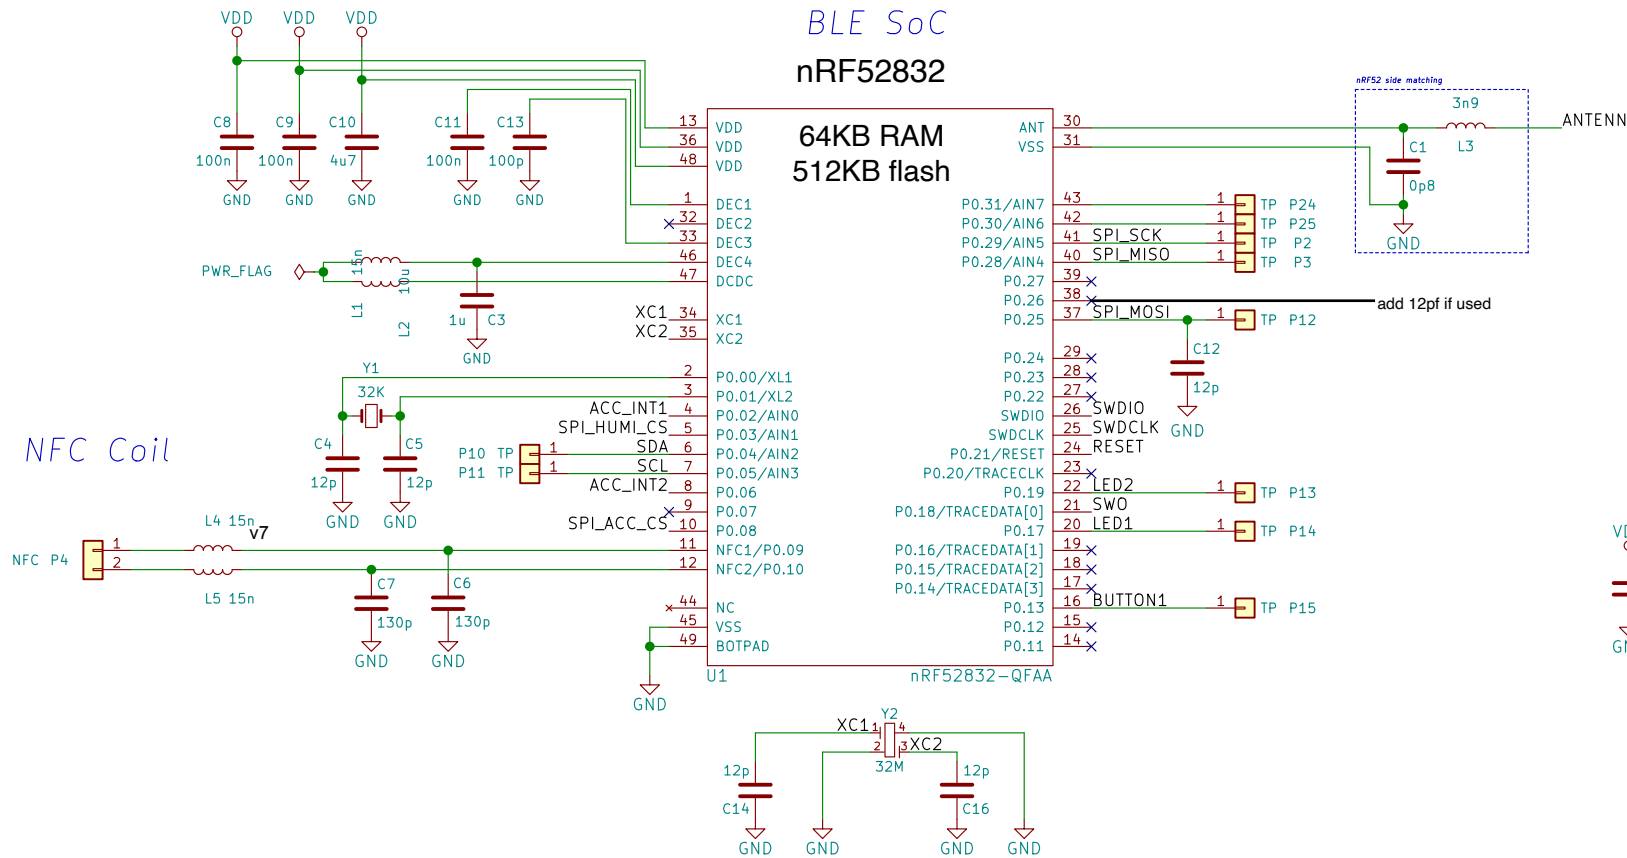 BLE SoC
nRF52832
64KB RAM
512KB flash
VDD VDD VDD
C8 C9 C10 C11 C13
100n 100n 4u7 100n 100p
GND GND GND GND GND
13 VDD
36 VDD
48 VDD
1 DEC1
32 DEC2
33 DEC3
46 DEC4
47 DCDC
PWR_FLAG
15n
10u
L1
L2
1u C3
GND
XC1 34 XC1
XC2 35 XC2
2 P0.00/XL1
3 P0.01/XL2
ACC_INT1 4 P0.02/AIN0
SPI_HUMI_CS 5 P0.03/AIN1
P10 TP 1 SDA 6 P0.04/AIN2
P11 TP 1 SCL 7 P0.05/AIN3
ACC_INT2 8 P0.06
9 P0.07
SPI_ACC_CS 10 P0.08
11 NFC1/P0.09
12 NFC2/P0.10
44 NC
45 VSS
49 BOTPAD
GND
U1
nRF52832-QFAA
Y1
32K
C4 C5
12p 12p
GND GND
NFC Coil
L4 15n
v7
NFC P4
1
2
L5 15n
C7 C6
130p 130p
GND GND
nRF52 side matching
3n9
ANT 30
ANTENN
VSS 31
L3
C1
0p8
GND
P0.31/AIN7 43 1 TP P24
P0.30/AIN6 42 1 TP P25
P0.29/AIN5 41 SPI_SCK 1 TP P2
P0.28/AIN4 40 SPI_MISO 1 TP P3
P0.27 39
P0.26 38 add 12pf if used
P0.25 37 SPI_MOSI 1 TP P12
C12
12p
GND
P0.24 29
P0.23 28
P0.22 27
SWDIO 26 SWDIO
SWDCLK 25 SWDCLK
P0.21/RESET 24 RESET
P0.20/TRACECLK 23
P0.19 22 LED2 1 TP P13
P0.18/TRACEDATA[0] 21 SWO
P0.17 20 LED1 1 TP P14
P0.16/TRACEDATA[1] 19
P0.15/TRACEDATA[2] 18
P0.14/TRACEDATA[3] 17
P0.13 16 BUTTON1 1 TP P15
P0.12 15
P0.11 14
Y2
XC1 1 4
2 3 XC2
32M
12p 12p
C14 C16
GND GND GND GND